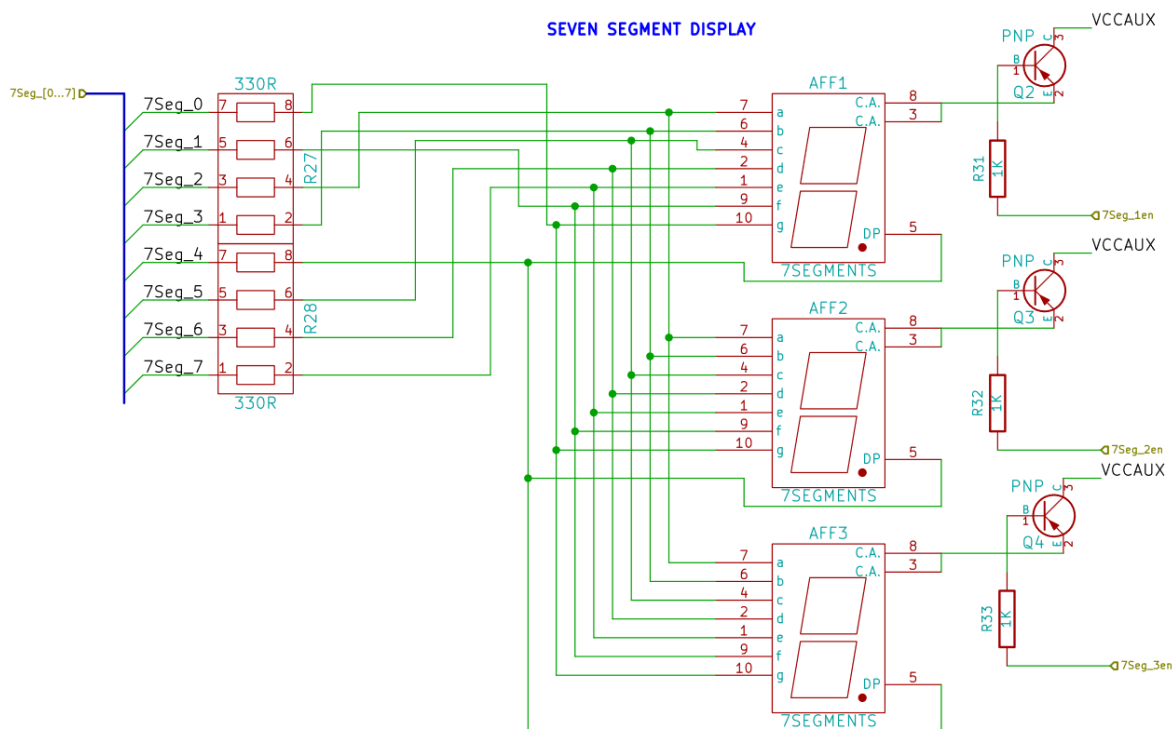 SEVEN SEGMENT DISPLAY
7Seg_[0...7]
330R
7Seg_0 7 8
7Seg_1 5 6
7Seg_2 3 4
7Seg_3 1 2
R27
7Seg_4 7 8
7Seg_5 5 6
7Seg_6 3 4
7Seg_7 1 2
R28
330R
AFF1
7 a
6 b
4 c
2 d
1 e
9 f
10 g
C.A. 8
C.A. 3
DP 5
7SEGMENTS
PNP
B
1
C
3
E
2
Q2
VCCAUX
R31
1K
7Seg_1en
AFF2
7 a
6 b
4 c
2 d
1 e
9 f
10 g
C.A. 8
C.A. 3
DP 5
7SEGMENTS
PNP
B
1
C
3
E
2
Q3
VCCAUX
R32
1K
7Seg_2en
AFF3
7 a
6 b
4 c
2 d
1 e
9 f
10 g
C.A. 8
C.A. 3
DP 5
7SEGMENTS
PNP
B
1
C
3
E
2
Q4
VCCAUX
R33
1K
7Seg_3en